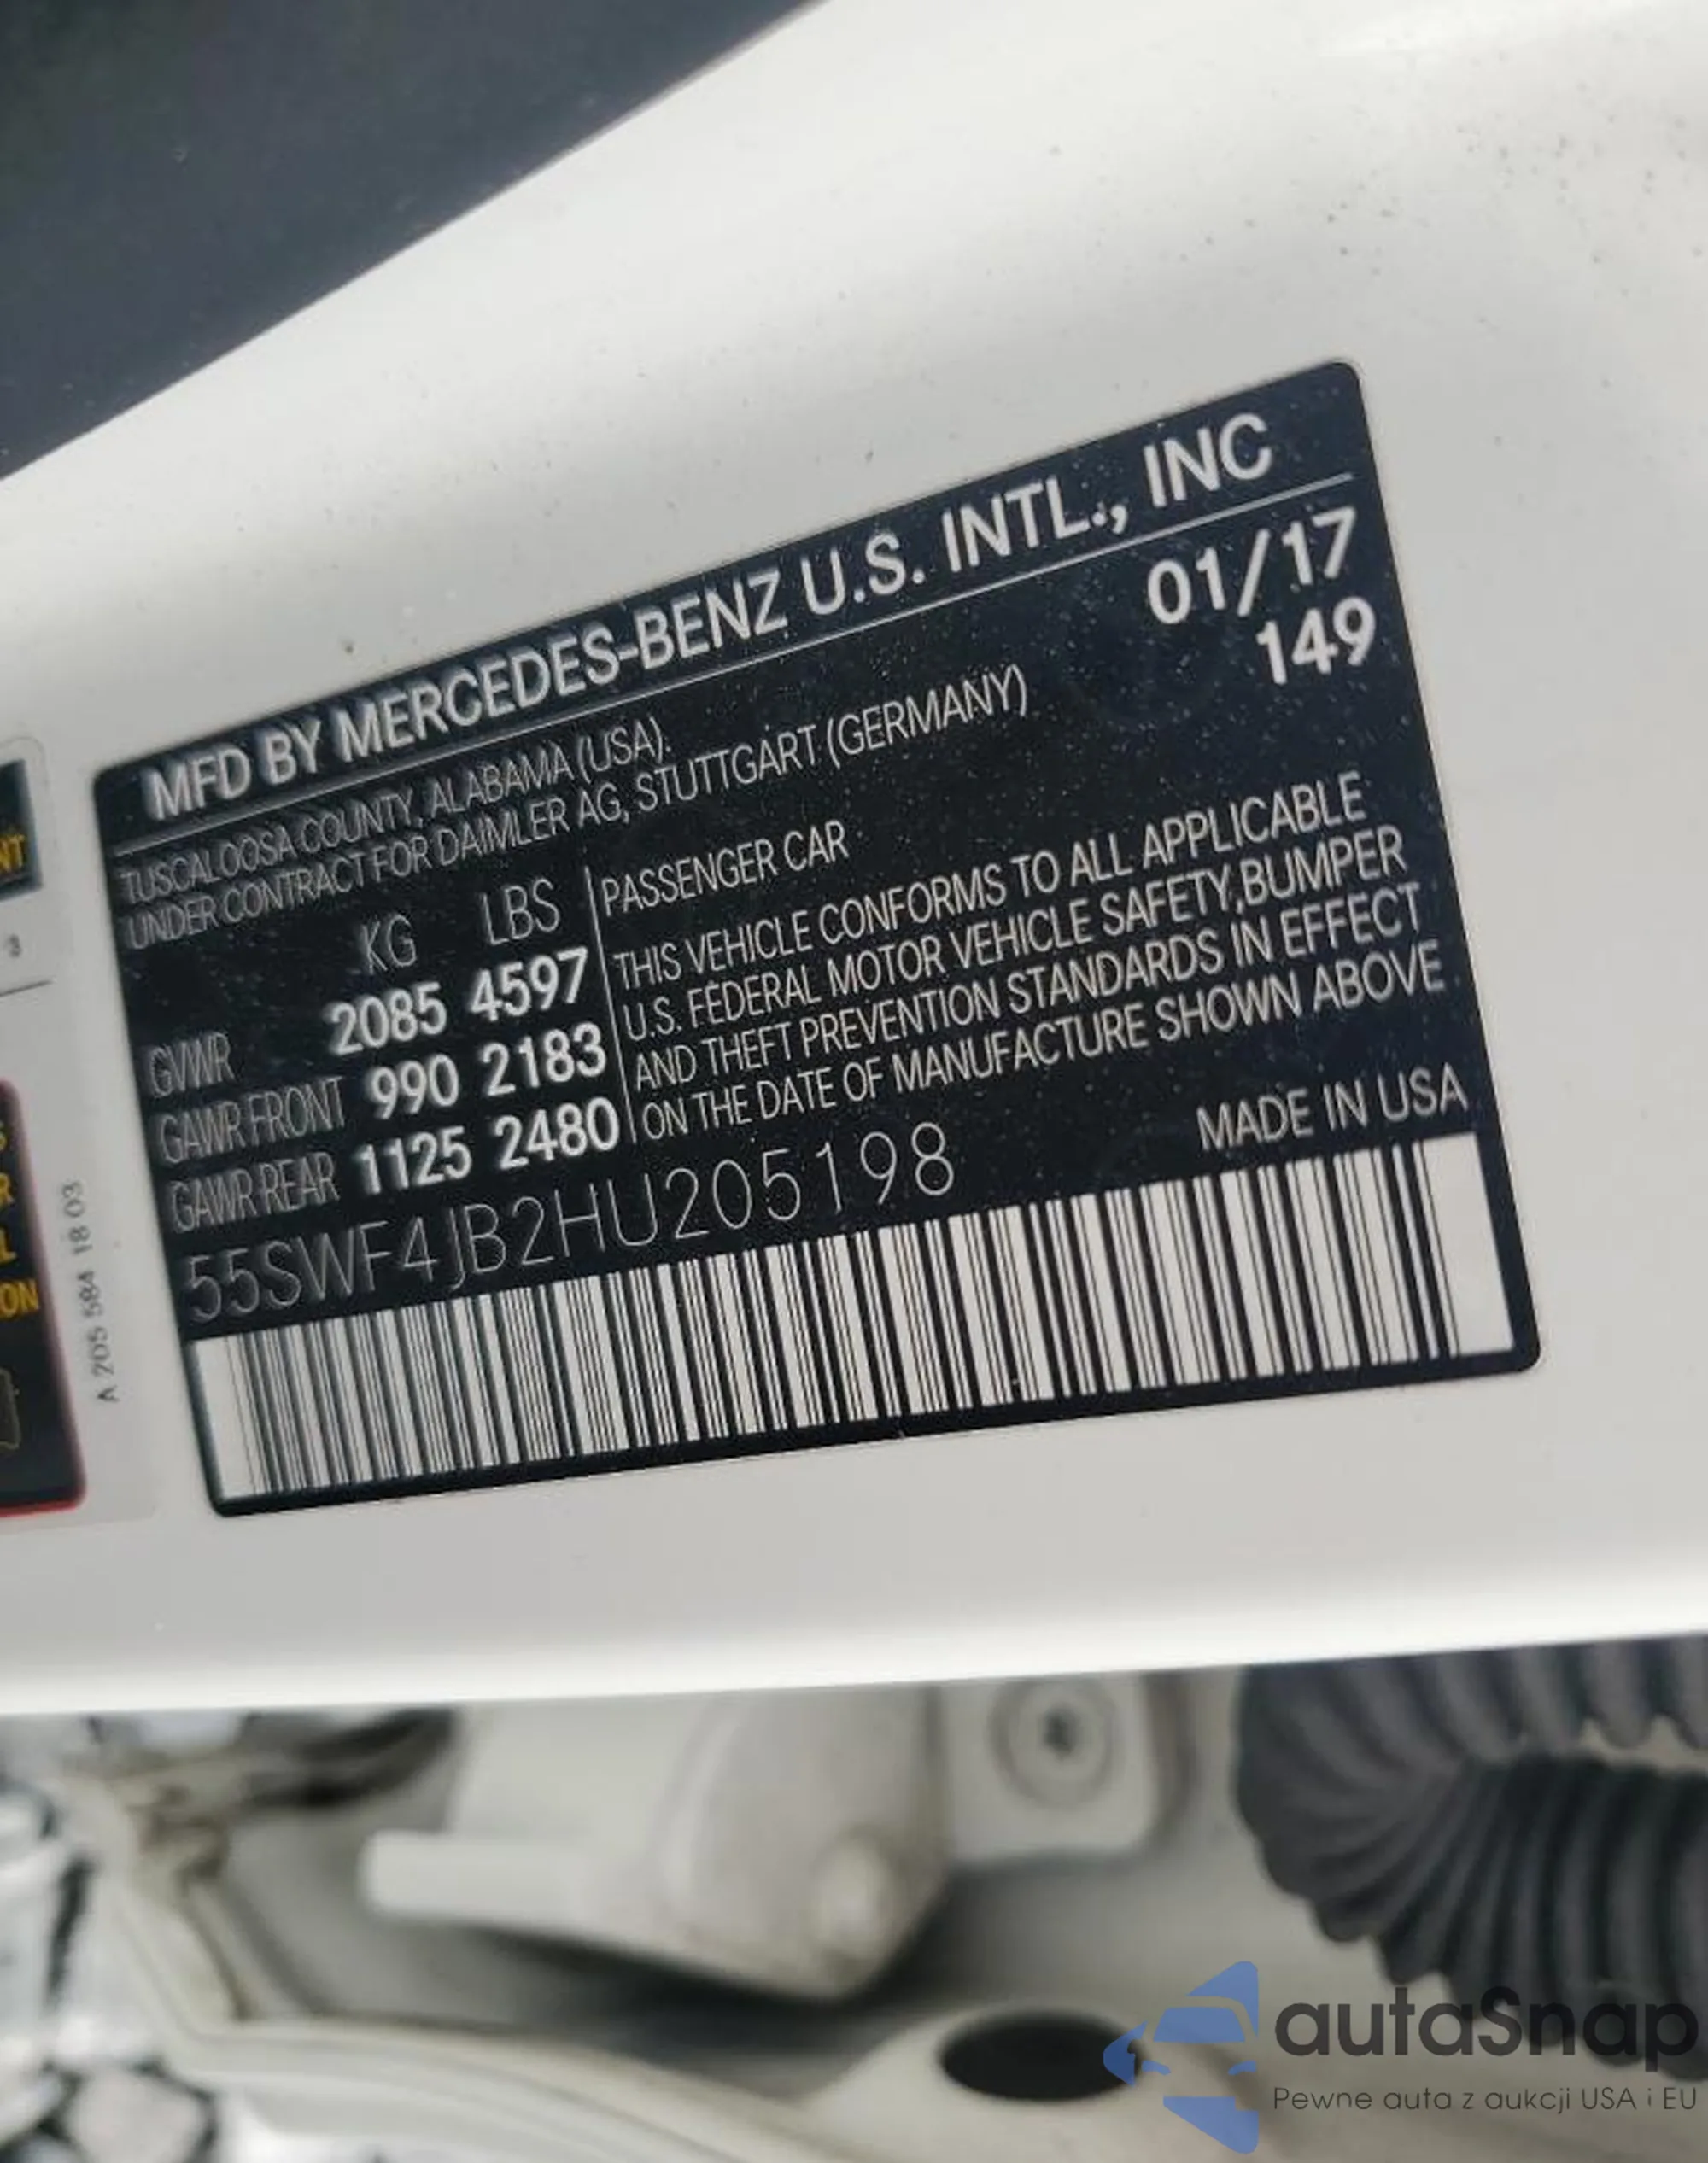 MFD BY MERCEDES-BENZ U.S. INTL., INC
TUSCALOOSA COUNTY, ALABAMA (USA).
01/17
UNDER CONTRACT FOR DAIMLER AG, STUTTGART (GERMANY)
149
KG LBS
GVWR 2085 4597
GAWR FRONT 990 2183
GAWR REAR 1125 2480
PASSENGER CAR
THIS VEHICLE CONFORMS TO ALL APPLICABLE
U.S. FEDERAL MOTOR VEHICLE SAFETY,BUMPER
AND THEFT PREVENTION STANDARDS IN EFFECT
ON THE DATE OF MANUFACTURE SHOWN ABOVE
55SWF4JB2HU205198
MADE IN USA
A 205 584 18 03
autaSnap
Pewne auta z aukcji USA i EU